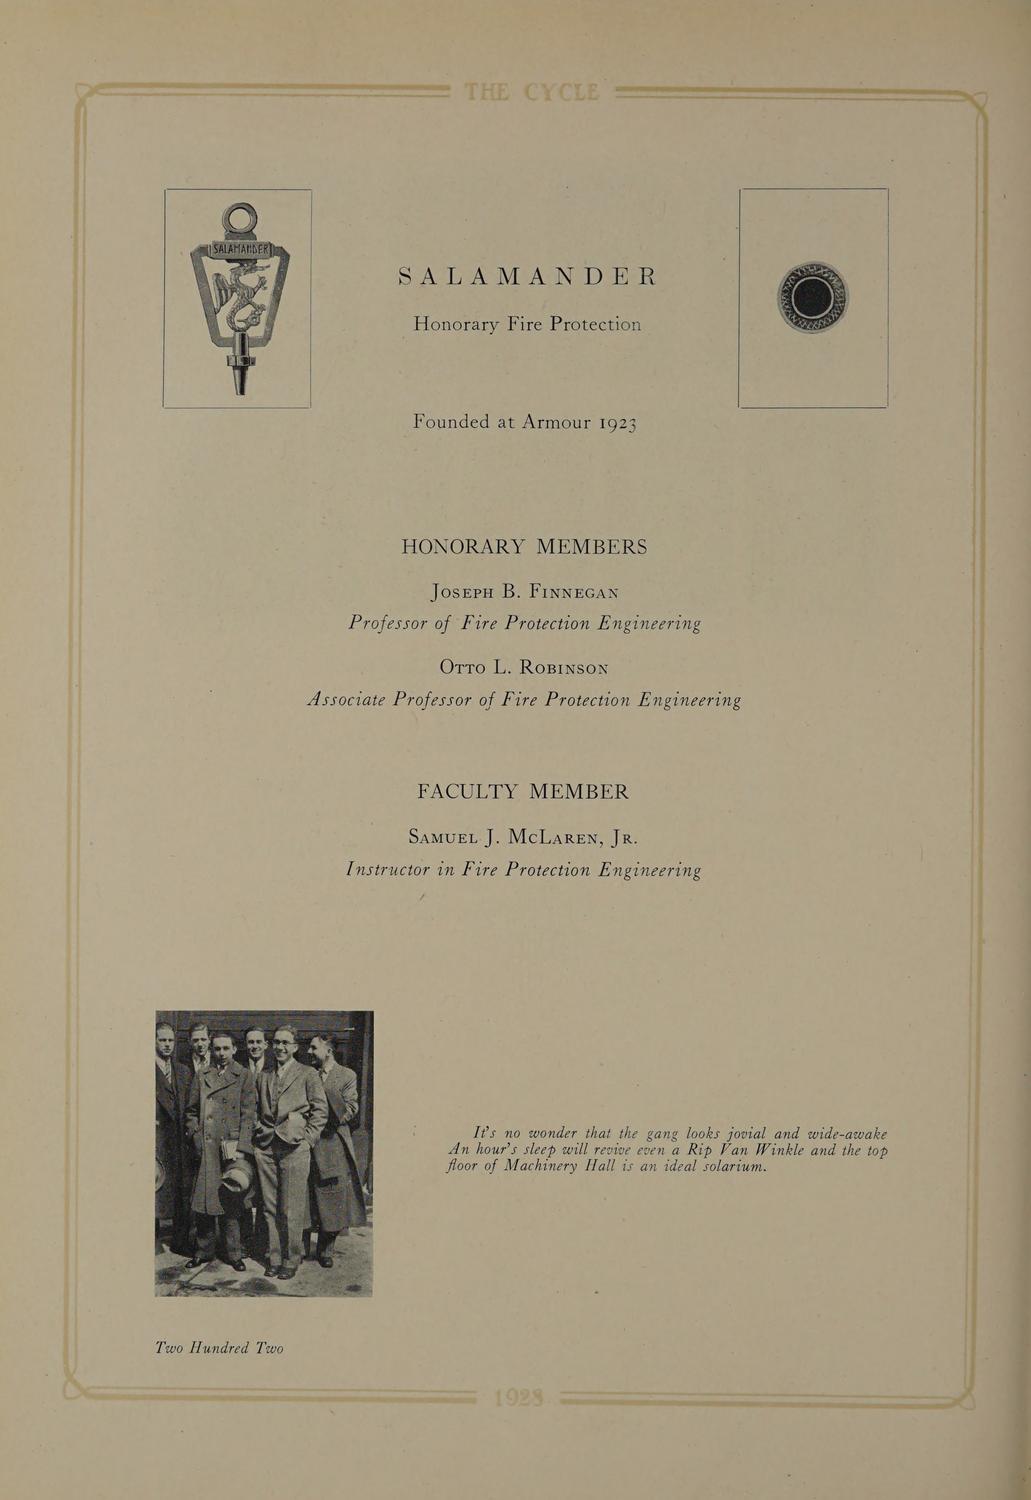 THE CYCLE
SALAMANDER
SALAMANDER
Honorary Fire Protection
Founded at Armour 1923
HONORARY MEMBERS
Joseph B. Finnegan
Professor of Fire Protection Engineering
Otto L. Robinson
Associate Professor of Fire Protection Engineering
FACULTY MEMBER
Samuel J. McLaren, Jr.
Instructor in Fire Protection Engineering
It's no wonder that the gang looks jovial and wide-awake
An hour's sleep will revive even a Rip Van Winkle and the top
floor of Machinery Hall is an ideal solarium.
Two Hundred Two
1928